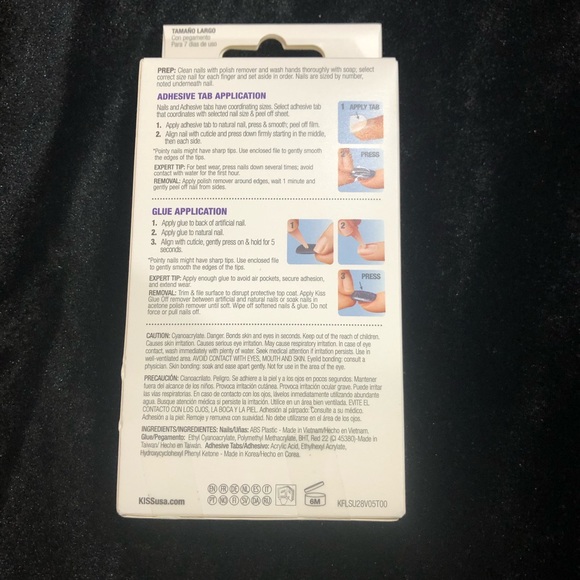 TAMAÑO LARGO
Con pegamento
Para 7 días de uso
PREP: Clean nails with polish remover and wash hands thoroughly with soap, select
correct size nail for each finger and set aside in order. Nails are sized by number,
noted underneath nail.
ADHESIVE TAB APPLICATION
Nails and Adhesive tabs have coordinating sizes. Select adhesive tab
that coordinates with selected nail size & peel off sheet.
1. Apply adhesive tab to natural nail, press & smooth; peel off film.
2. Align nail with cuticle and press down firmly starting in the middle,
then each side.
*Pointy nails might have sharp tips. Use enclosed file to gently smooth
the edges of the tips.
EXPERT TIP: For best wear, press nails down several times; avoid
contact with water for the first hour.
REMOVAL: Apply polish remover around edges, wait 1 minute and
gently peel off nail from sides.
1 APPLY TAB
2 PRESS
GLUE APPLICATION
1. Apply glue to back of artificial nail.
2. Apply glue to natural nail.
3. Align with cuticle, gently press on & hold for 5
seconds.
*Pointy nails might have sharp tips. Use enclosed file
to gently smooth the edges of the tips.
EXPERT TIP: Apply enough glue to avoid air pockets, secure adhesion,
and extend wear.
REMOVAL: Trim & file surface to disrupt protective top coat. Apply Kiss
Glue Off remover between artificial and natural nails or soak nails in
acetone polish remover until soft. Wipe off softened nails & glue. Do not
force or pull nails off.
1
2
3 PRESS
CAUTION: Cyanoacrylate. Danger. Bonds skin and eyes in seconds. Keep out of the reach of children.
Causes skin irritation. Causes serious eye irritation. May cause respiratory irritation. In case of eye
contact, wash immediately with plenty of water. Seek medical attention if irritation persists. Use in
well-ventilated area. AVOID CONTACT WITH EYES, MOUTH AND SKIN. Eyelid bonding: consult a
physician. Skin bonding: soak and ease apart gently. Not for use in the area of the eye.
PRECAUCIÓN: Cianoacrilato. Peligro. Se adhiere a la piel y a los ojos en pocos segundos. Mantener
fuera del alcance de los niños. Provoca irritación cutánea. Provoca irritación ocular grave. Puede irritar
las vías respiratorias. En caso de contacto con los ojos, lávelos inmediatamente utilizando abundante
agua. Busque atención médica si persiste la irritación. Utilice en un área bien ventilada. EVITE EL
CONTACTO CON LOS OJOS, LA BOCA Y LA PIEL. Adhesión al párpado: Consulte a su médico.
Adhesión a la piel: Remoje y remueva con suavidad. No debe utilizarse en el área de los ojos.
INGREDIENTS/INGREDIENTES: Nails/Uñas: ABS Plastic - Made in Vietnam/Hecho en Vietnam.
Glue/Pegamento: Ethyl Cyanoacrylate, Polymethyl Methacrylate, BHT, Red 22 (CI 45380)-Made in
Taiwan/ Hecho en Taiwán. Adhesive Tabs/Adhesivo: Acrylic Acid, Ethylhexyl Acrylate,
Hydroxycyclohexyl Phenyl Ketone - Made in Korea/Hecho en Corea.
KISSusa.com
EN FR DE NL ES IT
PT NO FI SV DA RU
6M
KFLSU28V05T00